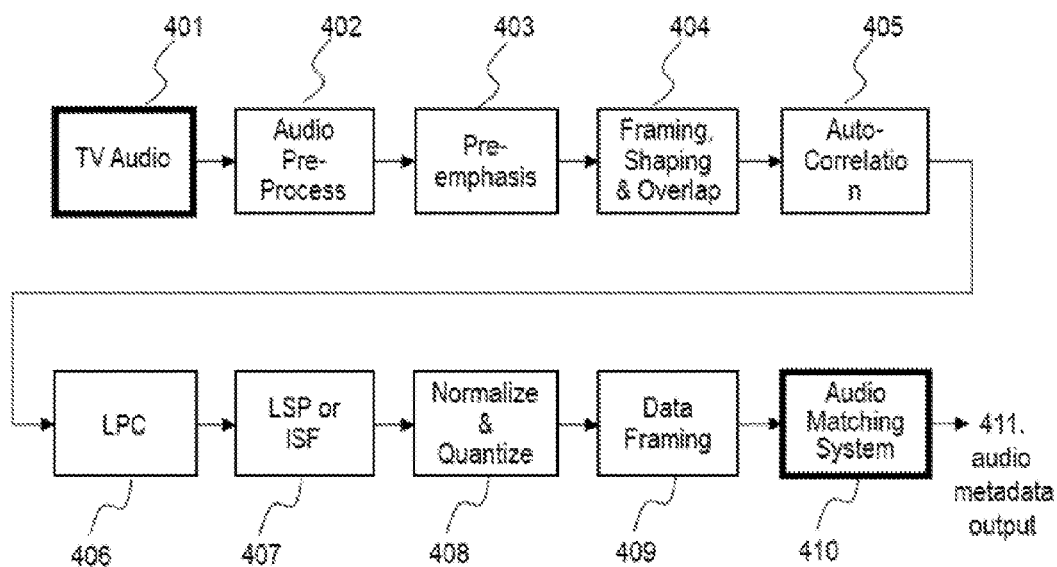 401
402
403
404
405
TV Audio
Audio
Pre-
Process
Pre-
emphasis
Framing,
Shaping
& Overlap
Auto-
Correlatio
n
LPC
LSP or
ISF
Normalize
&
Quantize
Data
Framing
Audio
Matching
System
411.
audio
metadata
output
406
407
408
409
410